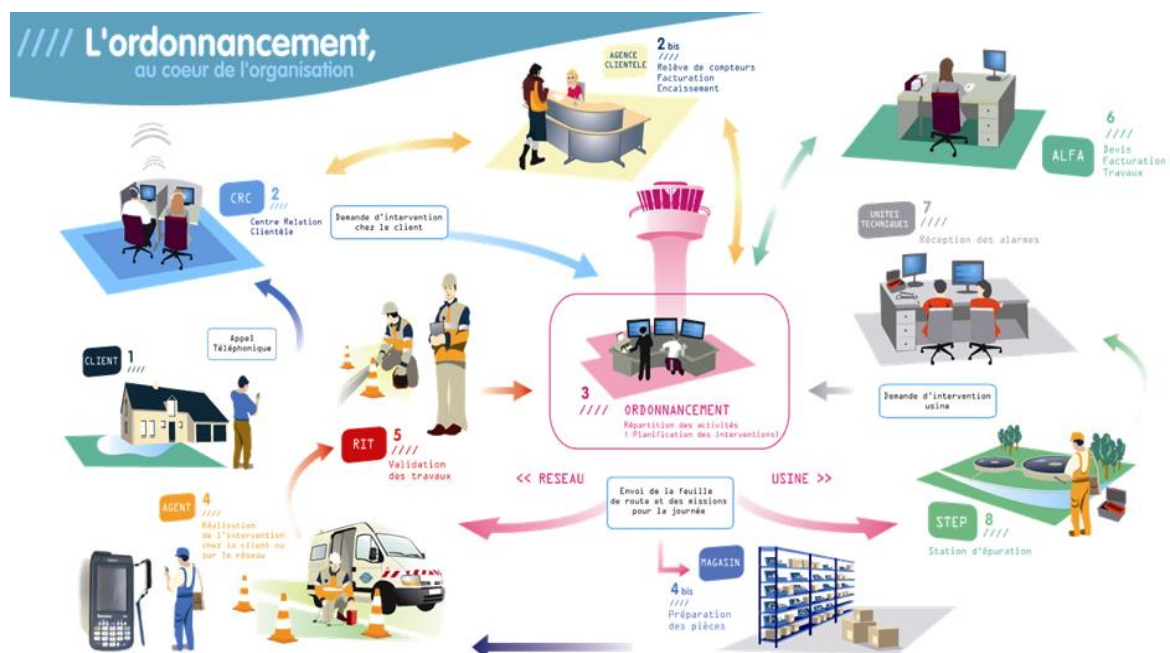 //// L'ordonnancement,
au coeur de l'organisation
AGENCE
CLIENTELE
2 bis
////
Relève de compteurs
Facturation
Encaissement
ALFA
6
////
Devis
Facturation
Travaux
CRC
2
////
Centre Relation
Clientèle
Demande d'intervention
chez le client
UNITES
TECHNIQUES
7
////
Réception des alarmes
Appel
Téléphonique
CLIENT
1
////
3
//// ORDONNANCEMENT
Répartition des activités
( Planification des interventions)
Demande d'intervention
usine
RIT
5
////
Validation
des travaux
<< RESEAU
USINE >>
Envoi de la feuille
de route et des missions
pour la journée
AGENT
4
////
Réalisation
de l'intervention
chez le client ou
sur le réseau
STEP
8
////
Station d'épuration
MAGASIN
4 bis
////
Préparation
des pièces